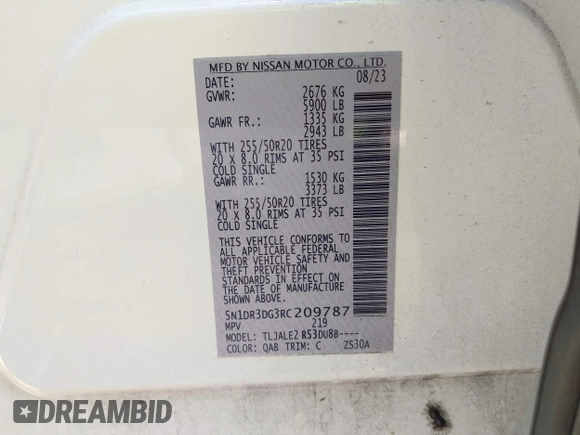 MFD BY NISSAN MOTOR CO., LTD.
DATE: 08/23
GVWR: 2676 KG
5900 LB
GAWR FR.: 1335 KG
2943 LB
WITH 255/50R20 TIRES
20 X 8.0 RIMS AT 35 PSI
COLD SINGLE
GAWR RR.: 1530 KG
3373 LB
WITH 255/50R20 TIRES
20 X 8.0 RIMS AT 35 PSI
COLD SINGLE
THIS VEHICLE CONFORMS TO
ALL APPLICABLE FEDERAL
MOTOR VEHICLE SAFETY AND
THEFT PREVENTION
STANDARDS IN EFFECT ON
THE DATE OF MANUFACTURE
SHOWN ABOVE.
5N1DR3DG3RC209787
MPV 219
MODEL: TLJALE2 R53DU8B----
COLOR: QAB TRIM: C ZS30A
DREAMBID